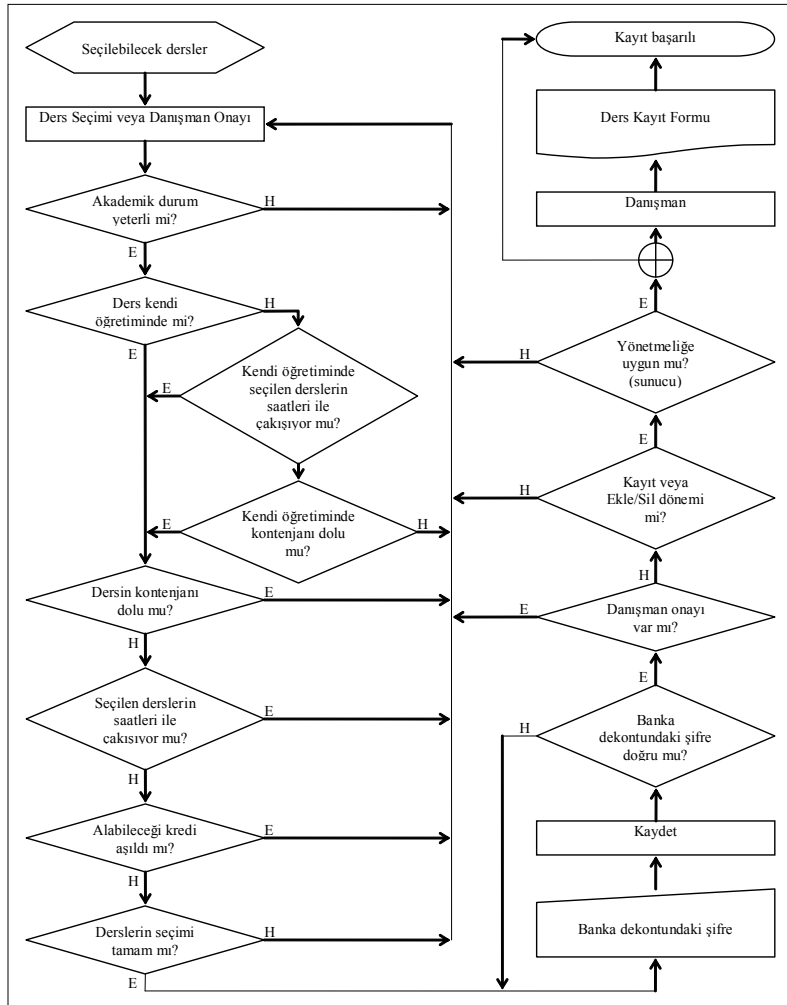 Seçilebilecek dersler
Ders Seçimi veya Danışman Onayı
Akademik durum
yeterli mi?
H
E
Ders kendi
öğretiminde mi?
H
E
Kendi öğretiminde
seçilen derslerin
saatleri ile
çakışıyor mu?
E
Kendi öğretiminde
kontenjanı dolu
mu?
E
H
Dersin kontenjanı
dolu mu?
E
H
Seçilen derslerin
saatleri ile
çakışıyor mu?
E
H
Alabileceği kredi
aşıldı mı?
E
H
Derslerin seçimi
tamam mı?
H
E
Kayıt başarılı
Ders Kayıt Formu
Danışman
E
Yönetmeliğe
uygun mu?
(sunucu)
H
E
Kayıt veya
Ekle/Sil dönemi
mi?
H
H
Danışman onayı
var mı?
E
E
Banka
dekontundaki şifre
doğru mu?
H
Kaydet
Banka dekontundaki şifre